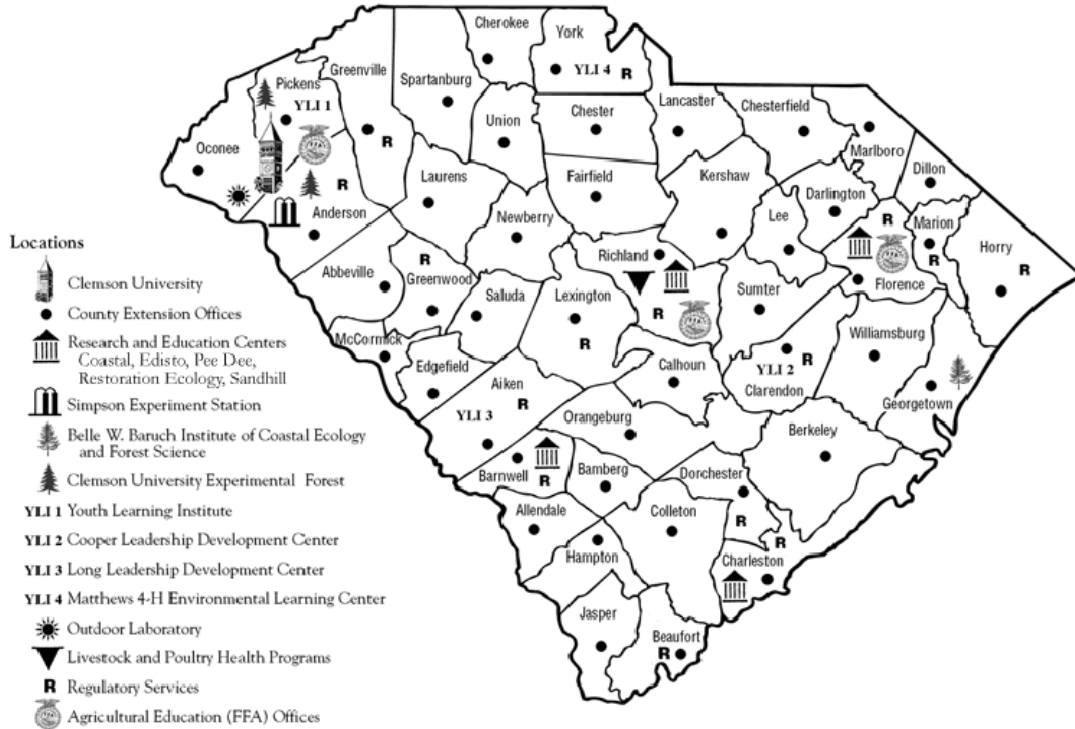 Cherokee
York
YLI 4
R
Greenville
Spartanburg
Pickens
YLI 1
Lancaster
Chesterfield
Chester
Union
R
Marlboro
Oconee
Dillon
Laurens
Fairfield
Kershaw
Darlington
R
Anderson
Newberry
Lee
R
Marion
R
Horry
R
Locations
Clemson University
County Extension Offices
Research and Education Centers
Coastal, Edisto, Pee Dee,
Restoration Ecology, Sandhill
Simpson Experiment Station
Belle W. Baruch Institute of Coastal Ecology
and Forest Science
Clemson University Experimental Forest
YLI 1 Youth Learning Institute
YLI 2 Cooper Leadership Development Center
YLI 3 Long Leadership Development Center
YLI 4 Matthews 4-H Environmental Learning Center
Outdoor Laboratory
Livestock and Poultry Health Programs
R Regullatory Services
Agricultural Education (FFA) Offices
Abbeville
R
Greenwood
Richland
Florence
Saluda
Lexington
Sumter
R
McCormick
Williamsburg
Edgefield
R
Calhoun
YLI 2
R
Clarendon
Aiken
R
Georgetown
YLI 3
Orangeburg
Berkeley
Barnwell
R
Bamberg
Dorchester
Allendale
Colleton
R
R
Hampton
Charleston
Jasper
Beaufort
R